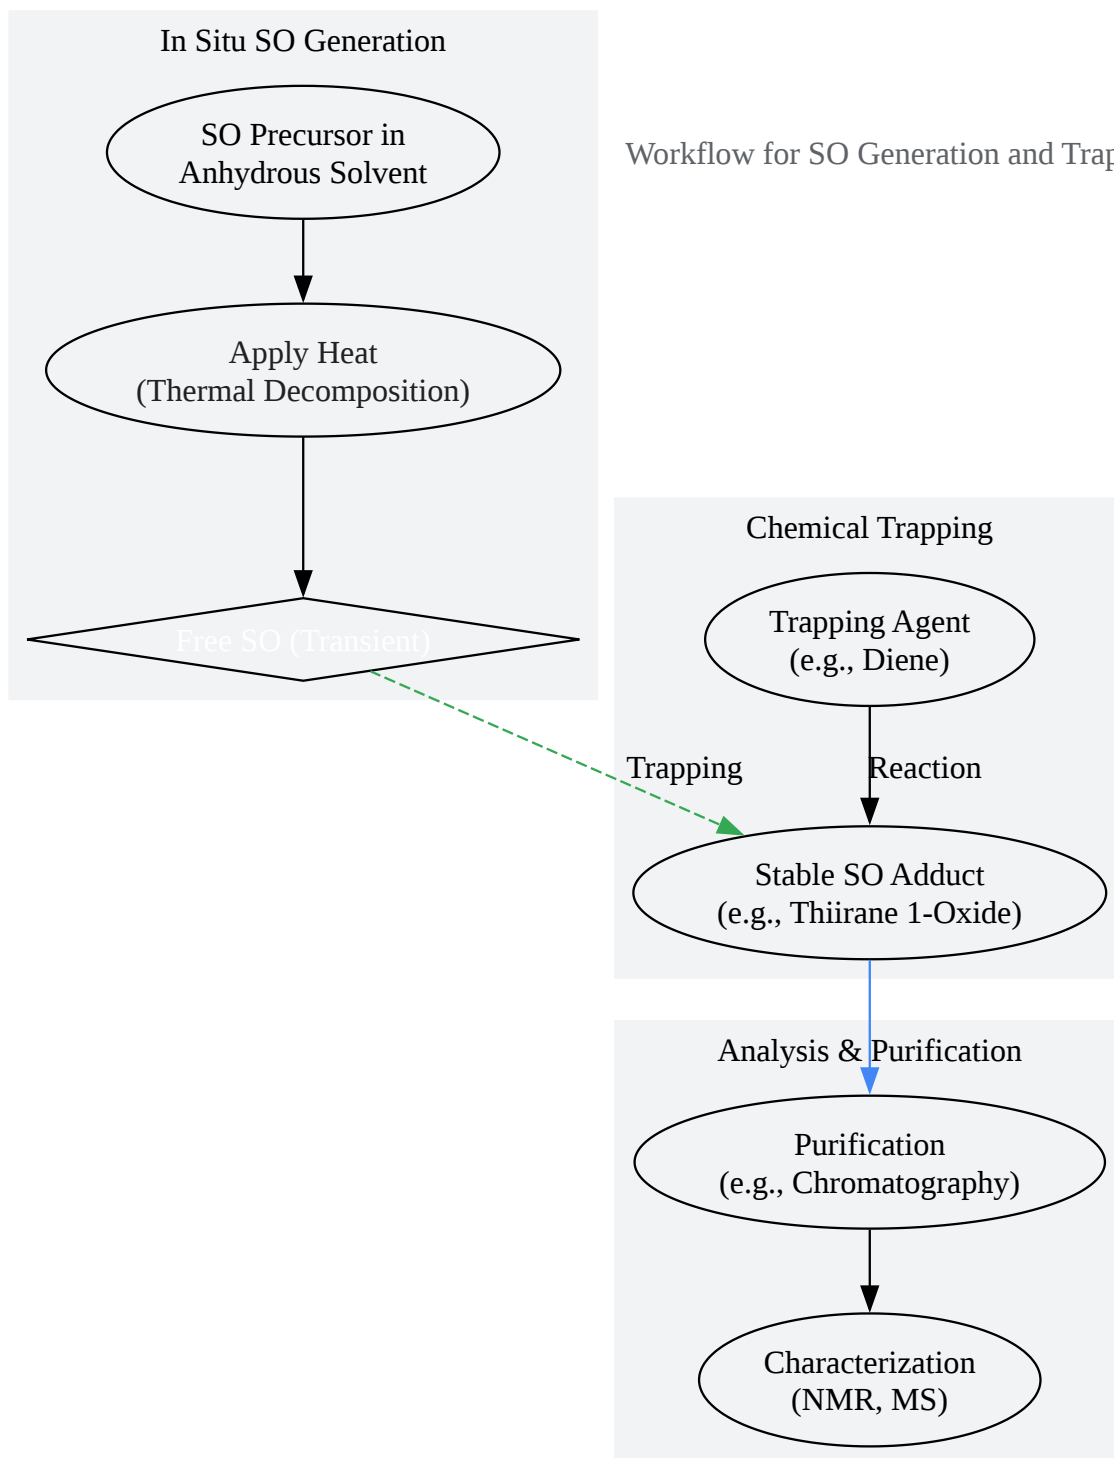 In Situ SO Generation
SO Precursor in
Anhydrous Solvent
Workflow for SO Generation and
Apply Heat
(Thermal Decomposition)
Free SO (Transient)
Chemical Trapping
Trapping Agent
(e.g., Diene)
Trapping
Reaction
Stable SO Adduct
(e.g., Thiirane 1-Oxide)
Analysis & Purification
Purification
(e.g., Chromatography)
Characterization
(NMR, MS)